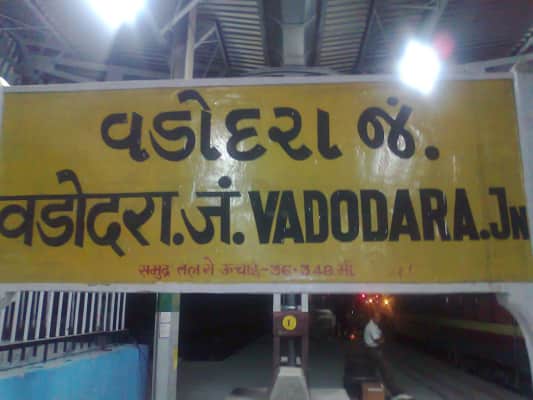 વડોદરા જં.
वडोदरा.जं. VADODARA.JN
समुद्र तल से ऊंचाई-36.348 मी